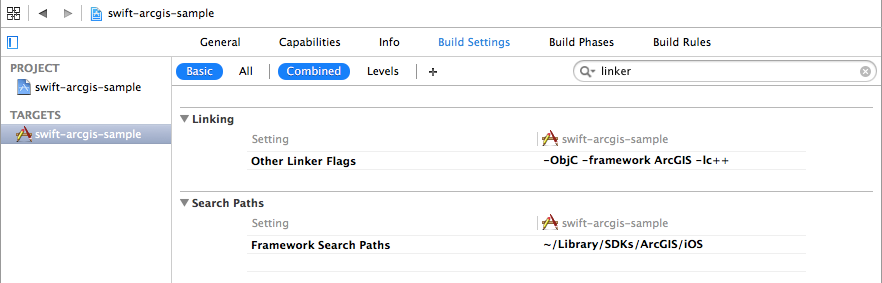 swift-arcgis-sample
General Capabilities Info Build Settings Build Phases Build Rules
PROJECT
swift-arcgis-sample
TARGETS
swift-arcgis-sample
Basic All Combined Levels + linker
Linking
Setting swift-arcgis-sample
Other Linker Flags -ObjC -framework ArcGIS -lc++
Search Paths
Setting swift-arcgis-sample
Framework Search Paths ~/Library/SDKs/ArcGIS/iOS